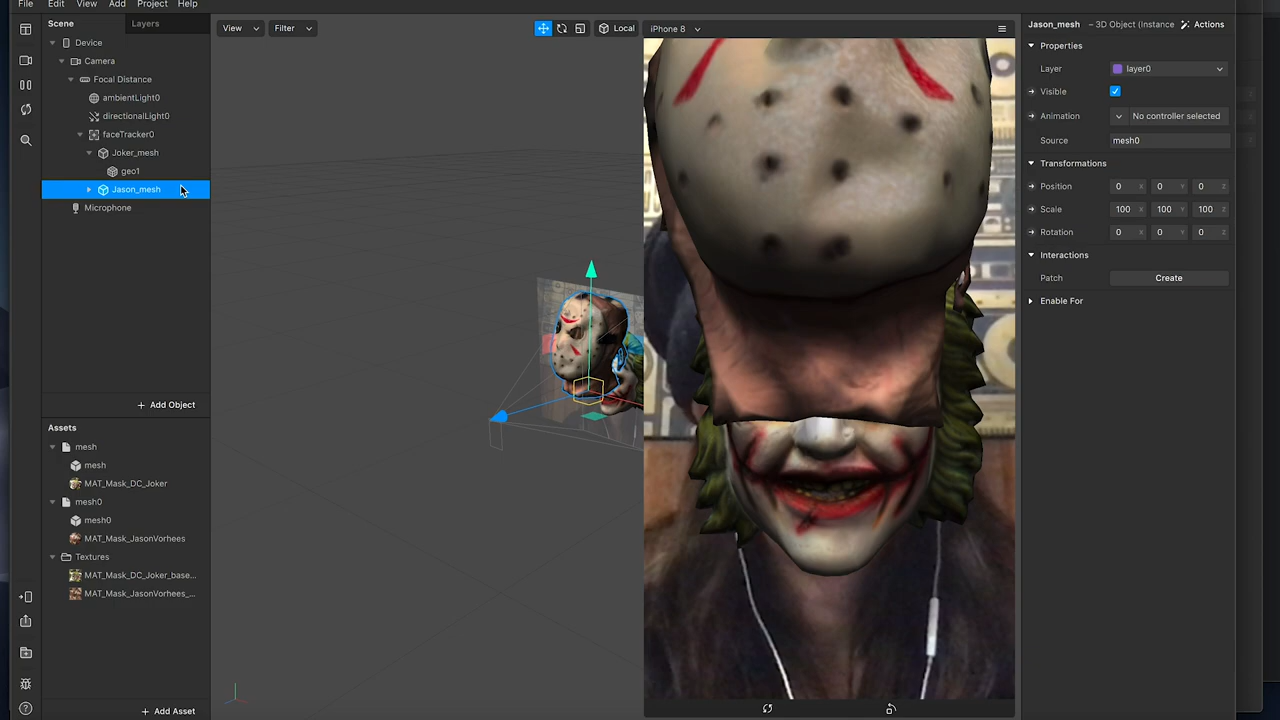 File Edit View Add Project Help
Scene Layers
Device
Camera
Focal Distance
ambientLight0
directionalLight0
faceTracker0
Joker_mesh
geo1
Jason_mesh
Microphone
+ Add Object
Assets
mesh
mesh
MAT_Mask_DC_Joker
mesh0
mesh0
MAT_Mask_JasonVorhees
Textures
MAT_Mask_DC_Joker_base...
MAT_Mask_JasonVorhees_...
+ Add Asset
View Filter Local
iPhone 8
Jason_mesh – 3D Object (Instance Actions
Properties
Layer layer0
Visible
Animation No controller selected
Source mesh0
Transformations
Position 0 X 0 Y 0 Z
Scale 100 X 100 Y 100 Z
Rotation 0 X 0 Y 0 Z
Interactions
Patch Create
Enable For